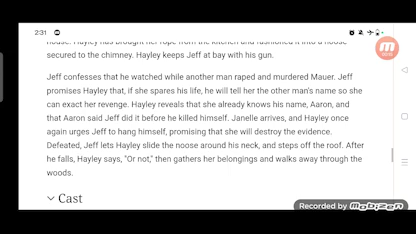 2:31
house. Hayley has brought her rope from the kitchen and fashioned it into a noose
secured to the chimney. Hayley keeps Jeff at bay with his gun.
Jeff confesses that he watched while another man raped and murdered Mauer. Jeff
promises Hayley that, if she spares his life, he will tell her the other man's name so she
can exact her revenge. Hayley reveals that she already knows his name, Aaron, and
that Aaron said Jeff did it before he killed himself. Janelle arrives, and Hayley once
again urges Jeff to hang himself, promising that she will destroy the evidence.
Defeated, Jeff lets Hayley slide the noose around his neck, and steps off the roof. After
he falls, Hayley says, "Or not," then gathers her belongings and walks away through the
woods.
Cast
Recorded by mobizen